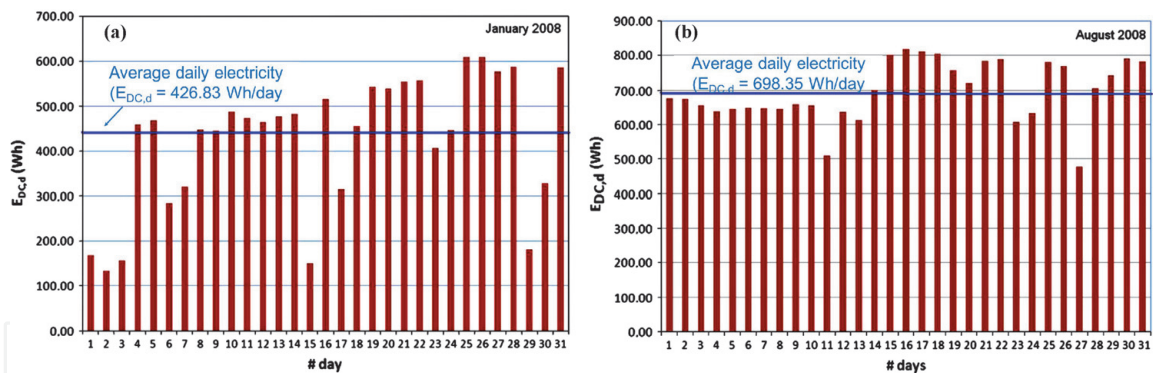 (a)
January 2008
Average daily electricity
(E_DC,d = 426.83 Wh/day
E_DC,d (Wh)
700.00
600.00
500.00
400.00
300.00
200.00
100.00
0.00
1 2 3 4 5 6 7 8 9 10 11 12 13 14 15 16 17 18 19 20 21 22 23 24 25 26 27 28 29 30 31
# day
(b)
August 2008
Average daily electricity
(E_DC,d = 698.35 Wh/day
E_DC,d (Wh)
900.00
800.00
700.00
600.00
500.00
400.00
300.00
200.00
100.00
0.00
1 2 3 4 5 6 7 8 9 10 11 12 13 14 15 16 17 18 19 20 21 22 23 24 25 26 27 28 29 30 31
# days